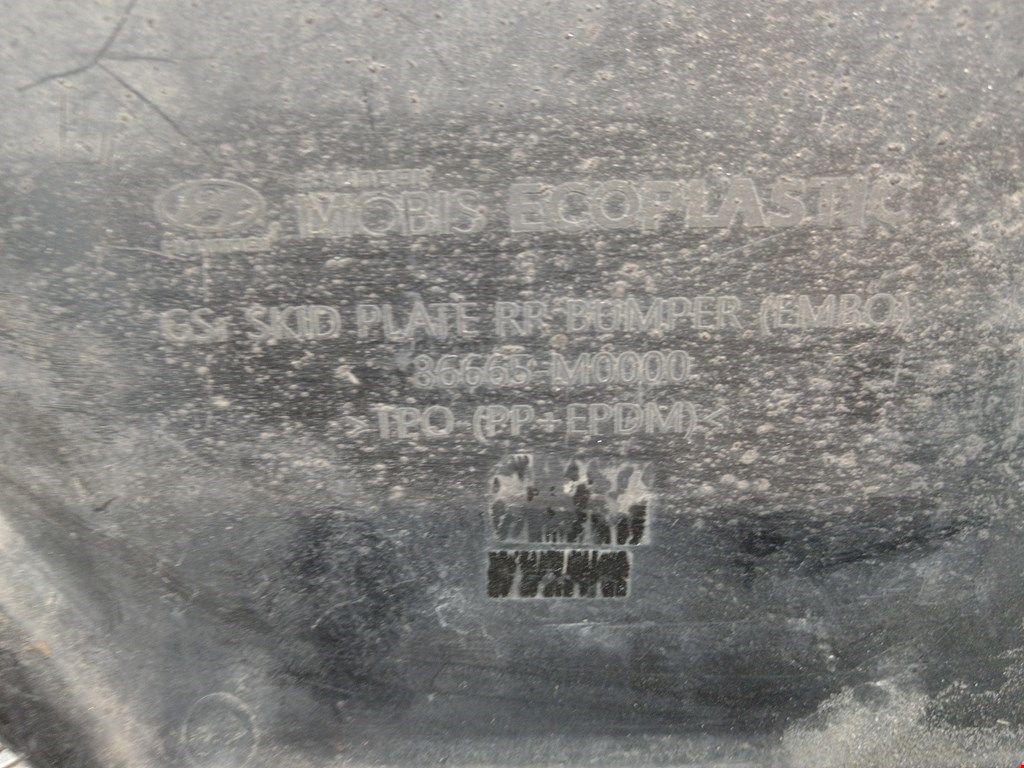 MOBIS ECOPLASTIC
GSr SKID PLATE RR BUMPER (EMBO)
86665-M0000
>TPO (PP+EPDM)<